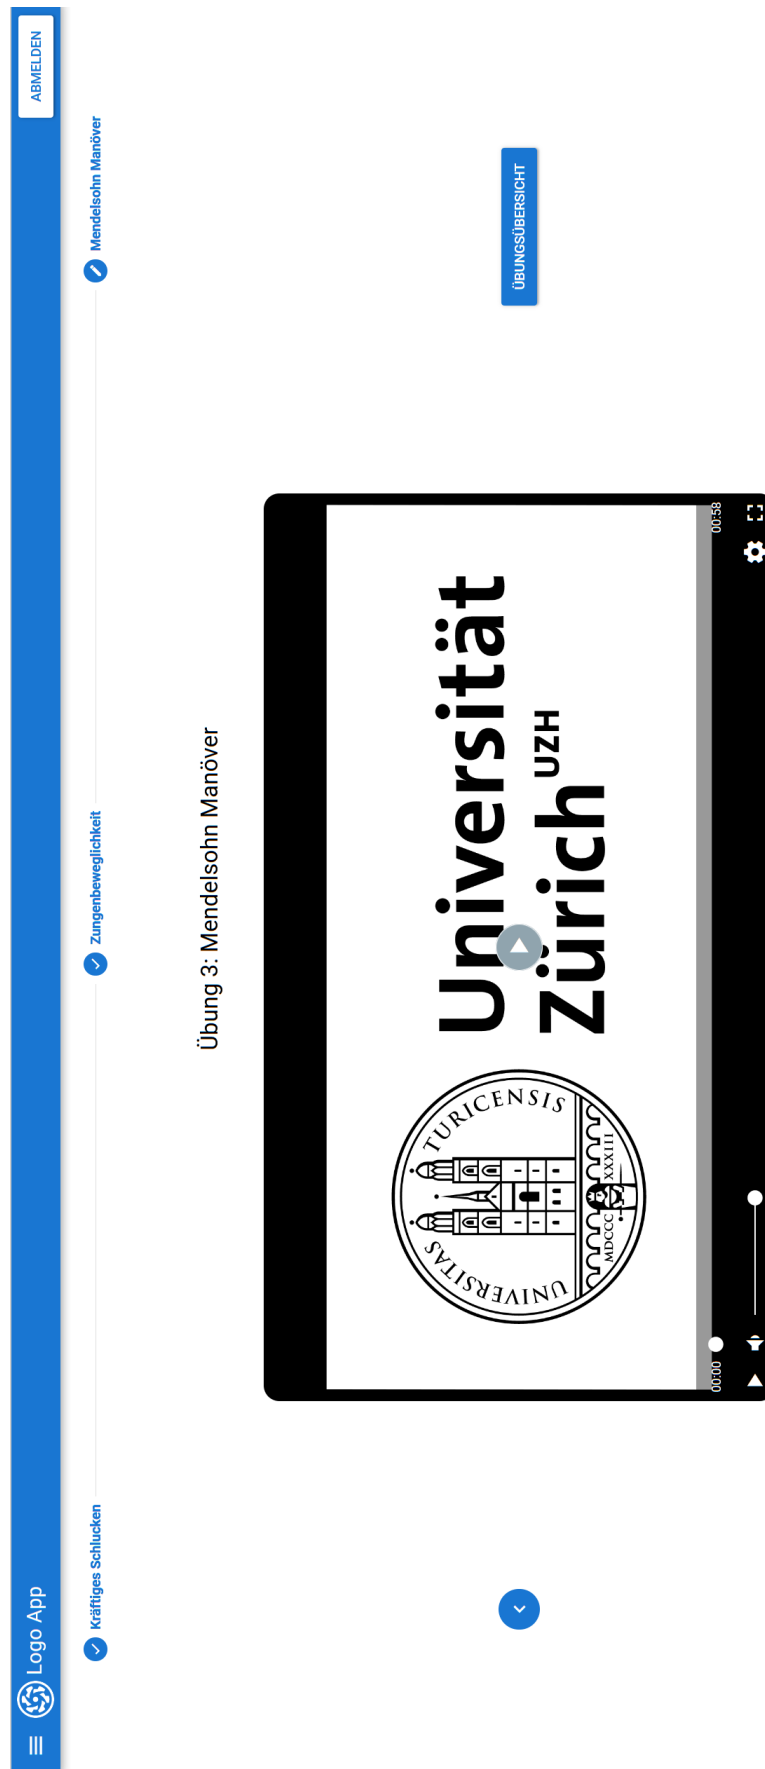 Logo App
ABMELDEN
Kräftiges Schlucken
Zungenbeweglichkeit
Mendelsohn Manöver
Übung 3: Mendelsohn Manöver
UNIVERSITAS TURICENSIS
MDCCC XXXIII
Universität
Zürich UZH
ÜBUNGSÜBERSICHT
00:00
00:58